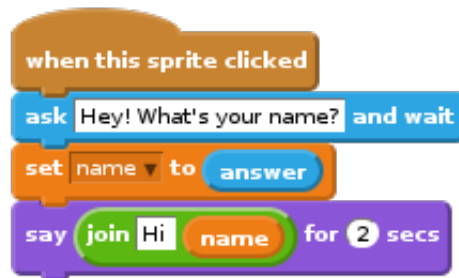 when this sprite clicked
ask Hey! What's your name? and wait
set name to answer
say join Hi name for 2 secs